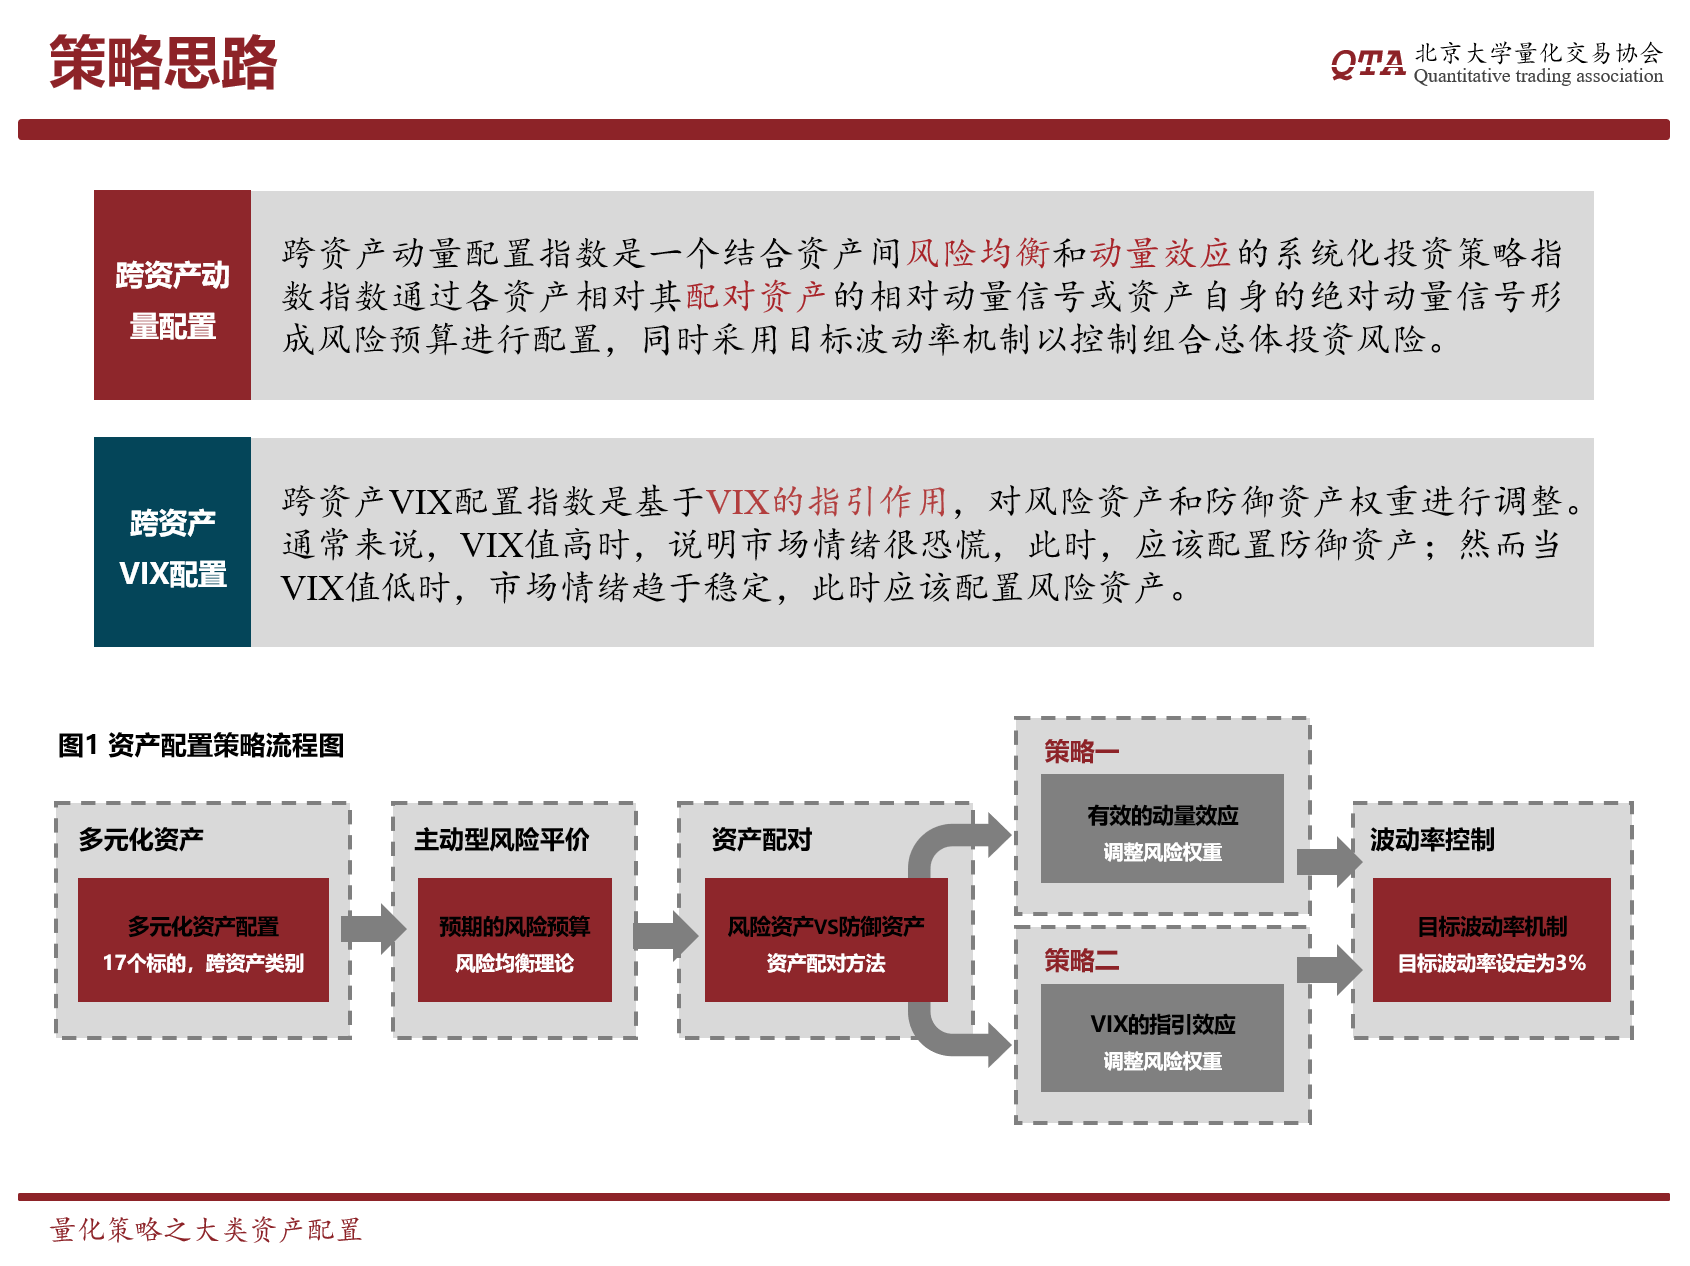 策略思路
QTA 北京大学量化交易协会
Quantitative trading association
跨资产动
量配置
跨资产动量配置指数是一个结合资产间风险均衡和动量效应的系统化投资策略指
数指数通过各资产相对其配对资产的相对动量信号或资产自身的绝对动量信号形
成风险预算进行配置，同时采用目标波动率机制以控制组合总体投资风险。
跨资产
VIX配置
跨资产VIX配置指数是基于VIX的指引作用，对风险资产和防御资产权重进行调整。
通常来说，VIX值高时，说明市场情绪很恐慌，此时，应该配置防御资产；然而当
VIX值低时，市场情绪趋于稳定，此时应该配置风险资产。
图1 资产配置策略流程图
多元化资产
多元化资产配置
17个标的，跨资产类别
主动型风险平价
预期的风险预算
风险均衡理论
资产配对
风险资产VS防御资产
资产配对方法
策略一
有效的动量效应
调整风险权重
策略二
VIX的指引效应
调整风险权重
波动率控制
目标波动率机制
目标波动率设定为3%
量化策略之大类资产配置